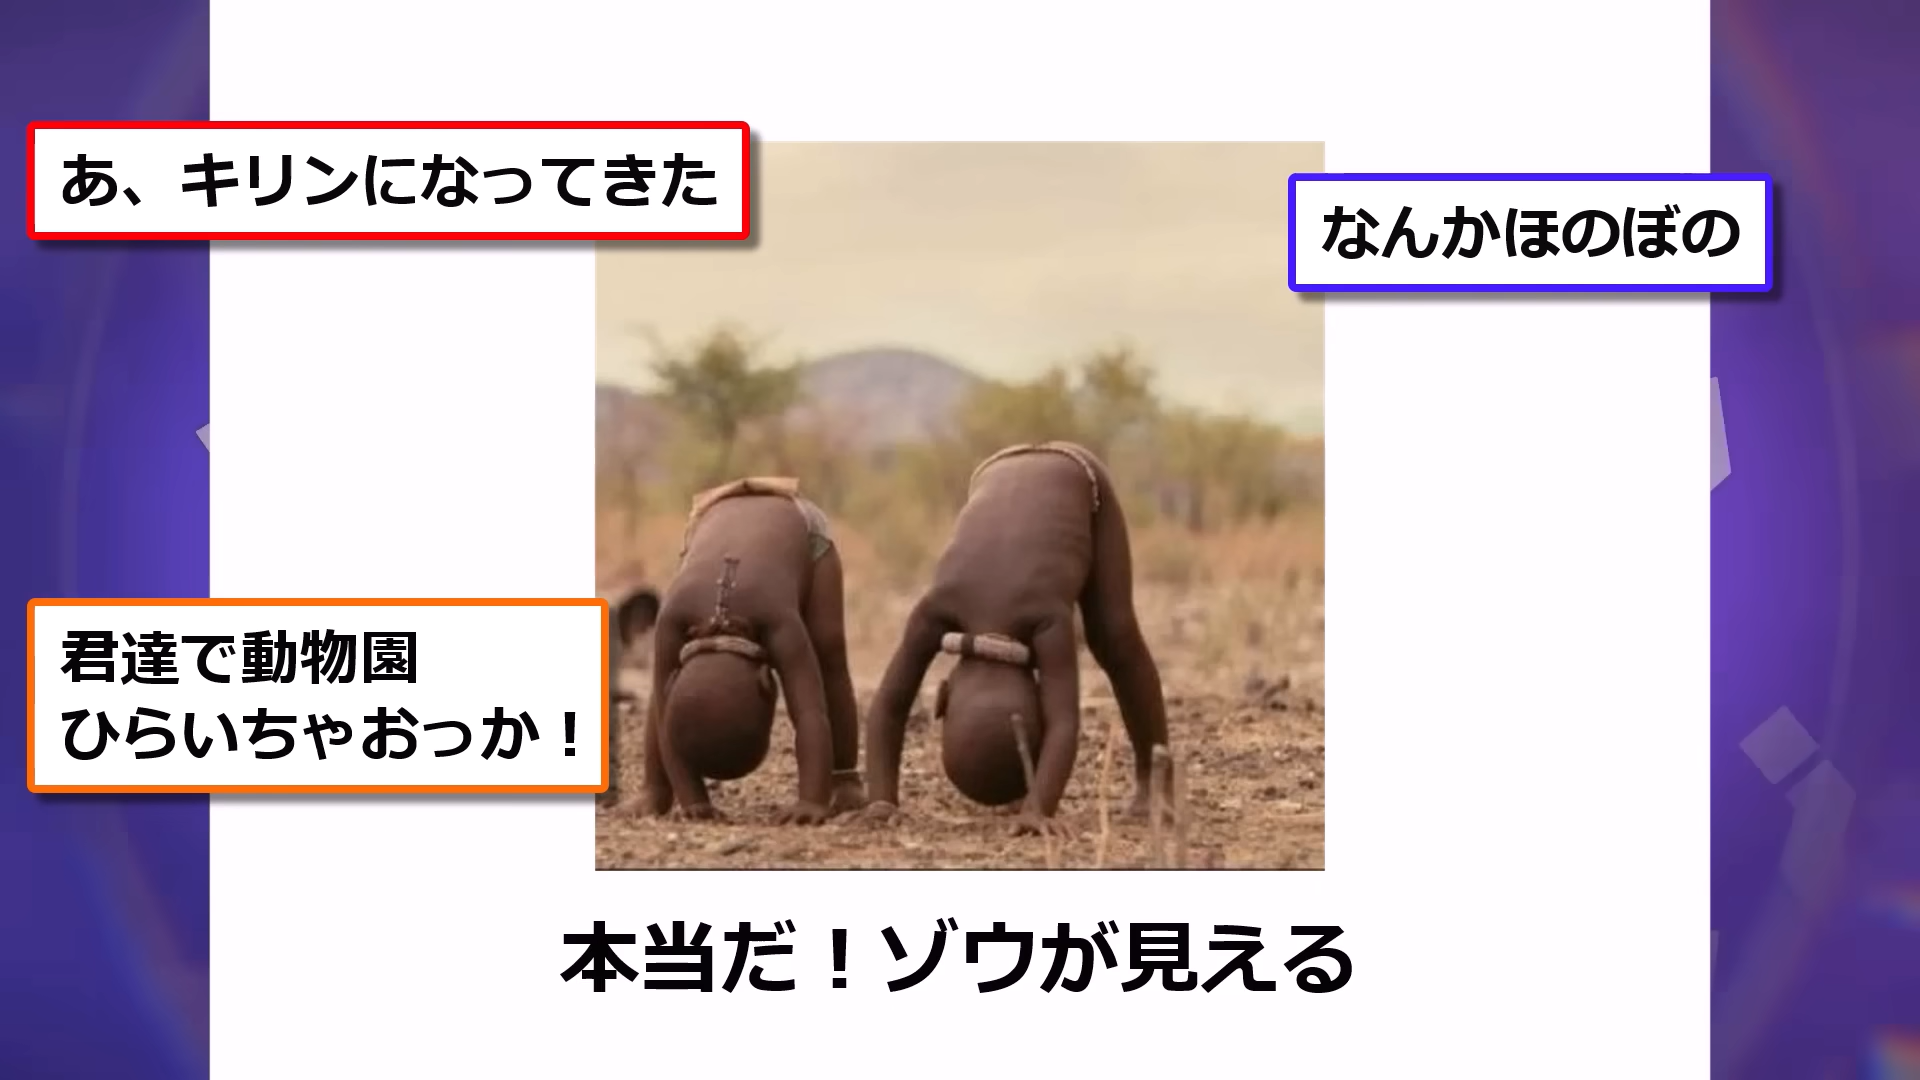 あ、キリンになってきた
なんかほのぼの
君達で動物園
ひらいちゃおっか！
本当だ！ゾウが見える